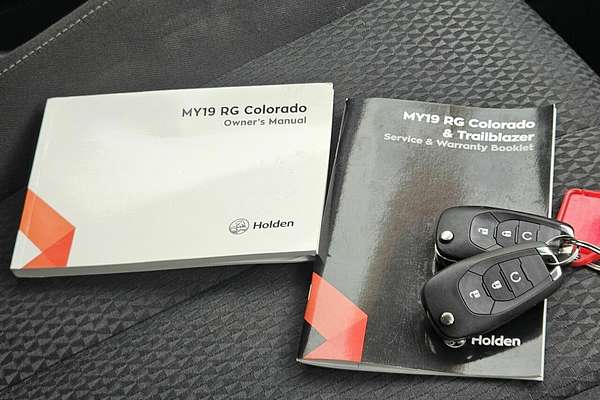 MY19 RG Colorado
Owner's Manual
Holden
MY19 RG Colorado
& Trailblazer
Service & Warranty Booklet
Holden